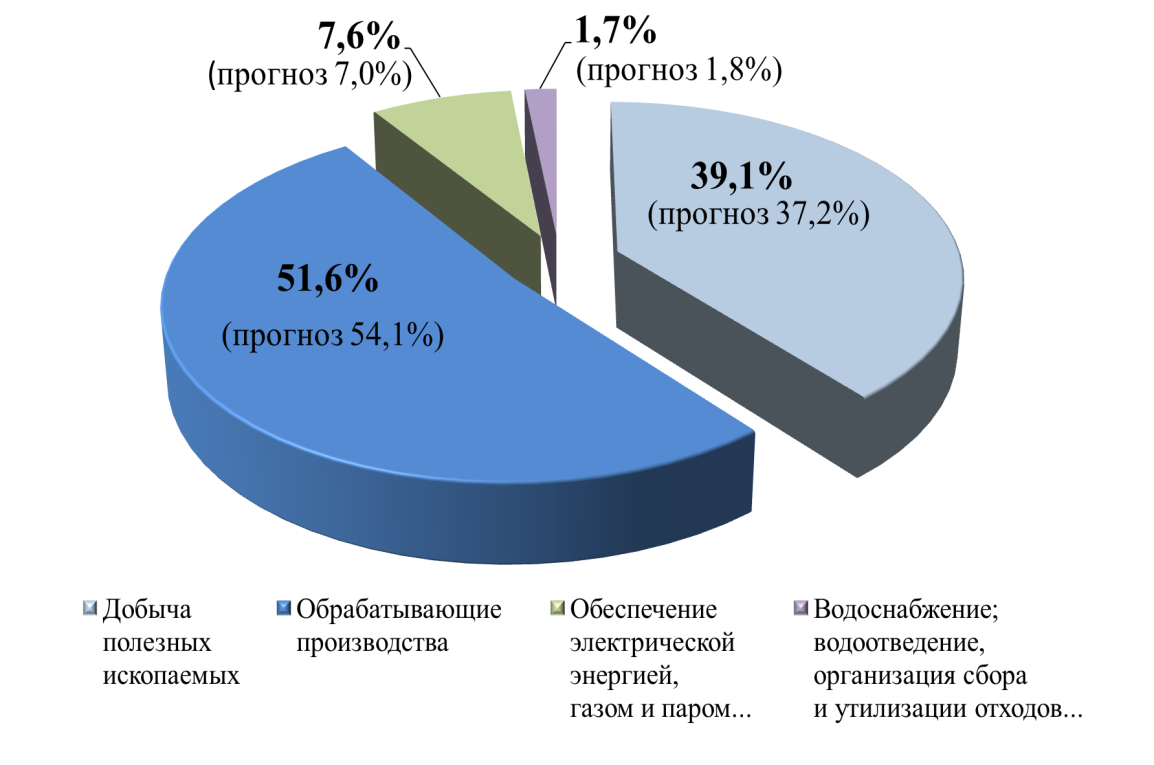 7,6%
(прогноз 7,0%)
1,7%
(прогноз 1,8%)
39,1%
(прогноз 37,2%)
51,6%
(прогноз 54,1%)
Добыча
полезных
ископаемых
Обрабатывающие
производства
Обеспечение
электрической
энергией,
газом и паром...
Водоснабжение;
водоотведение,
организация сбора
и утилизации отходов...